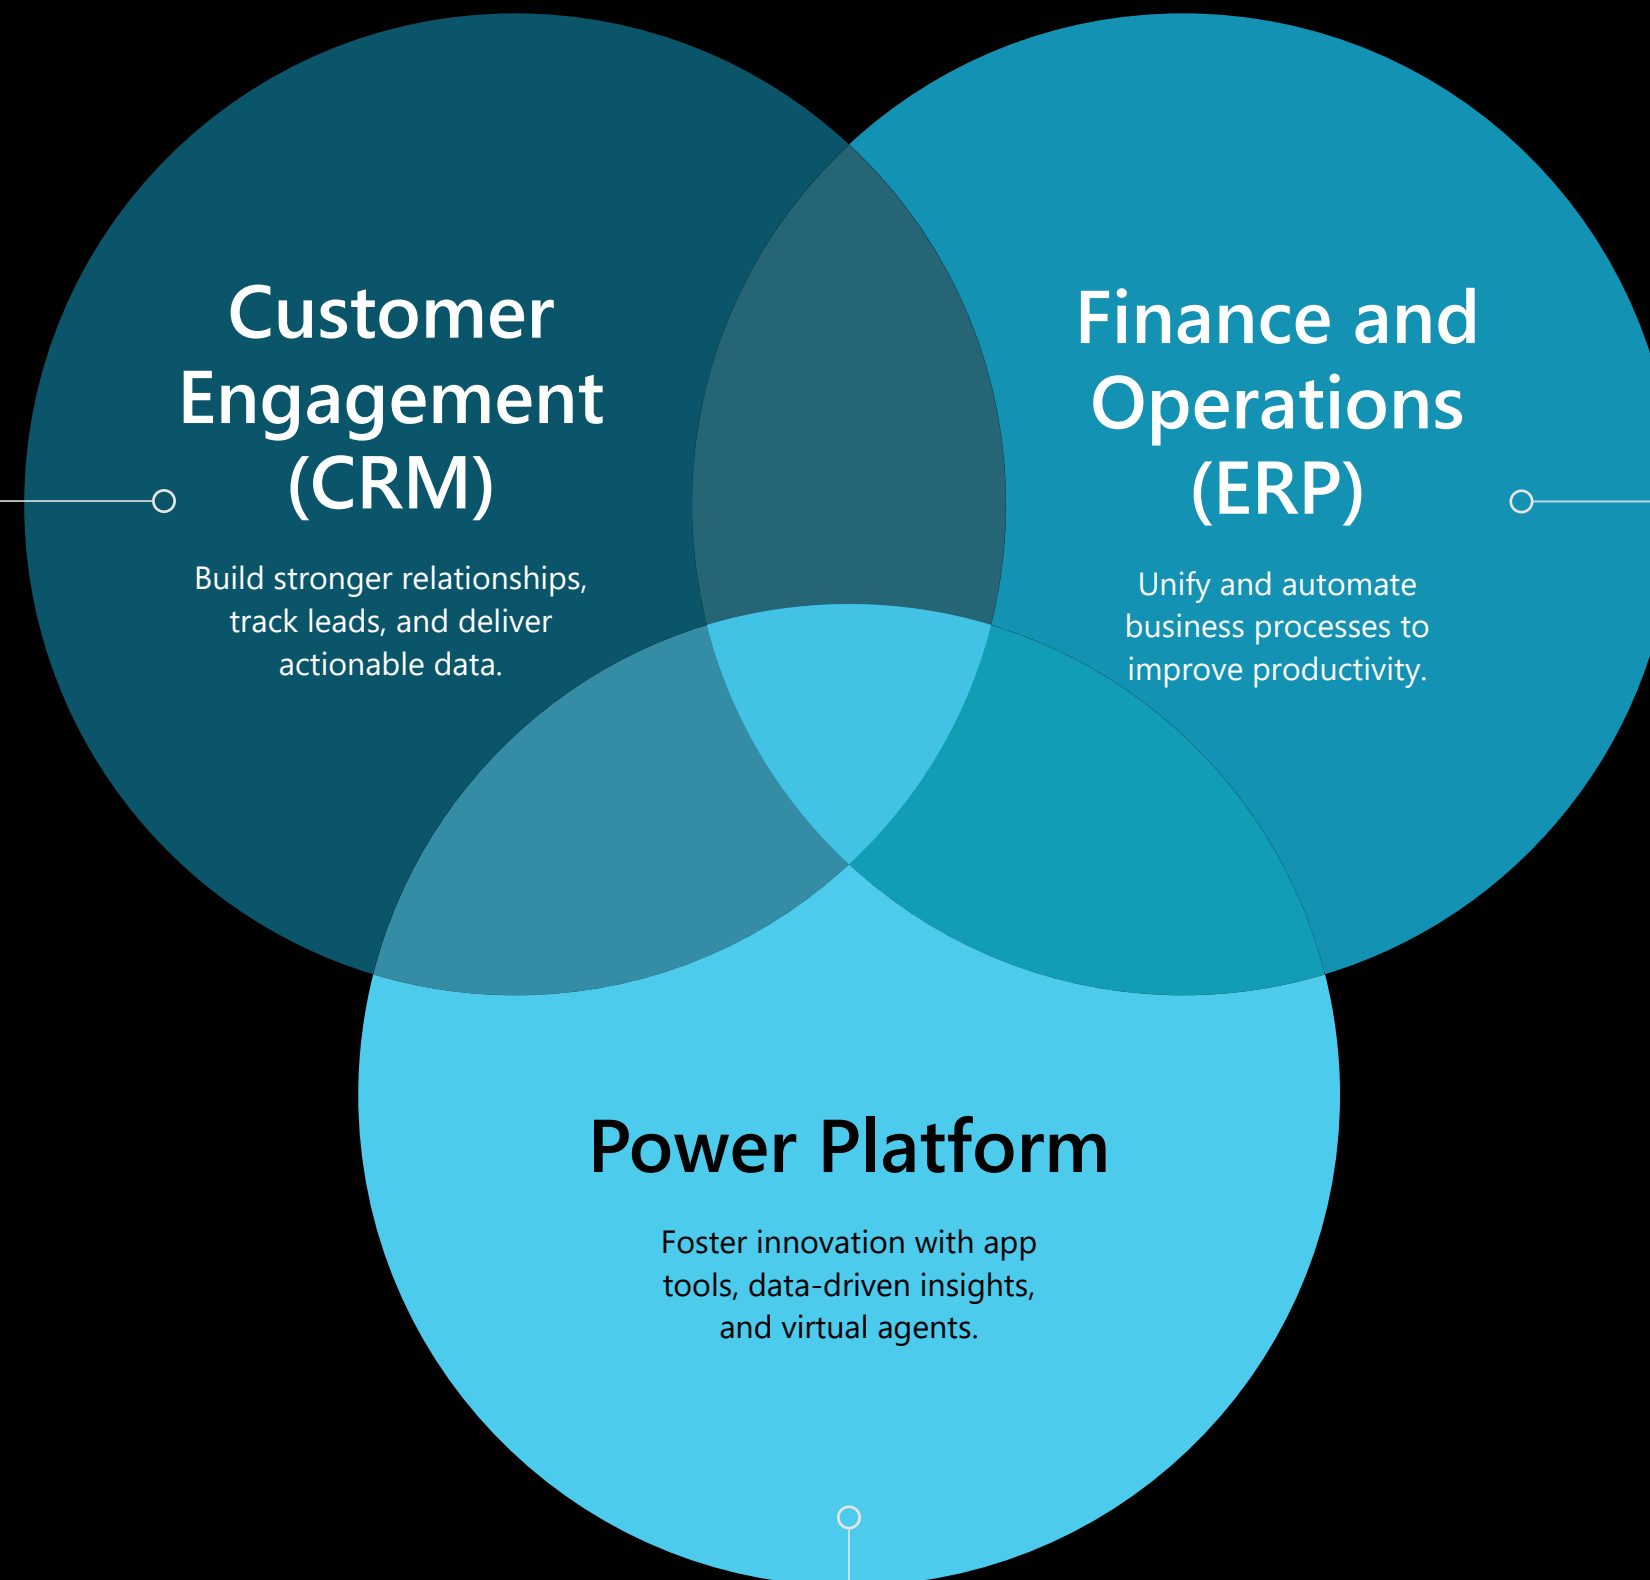 Customer
Engagement
(CRM)
Build stronger relationships,
track leads, and deliver
actionable data.
Finance and
Operations
(ERP)
Unify and automate
business processes to
improve productivity.
Power Platform
Foster innovation with app
tools, data-driven insights,
and virtual agents.